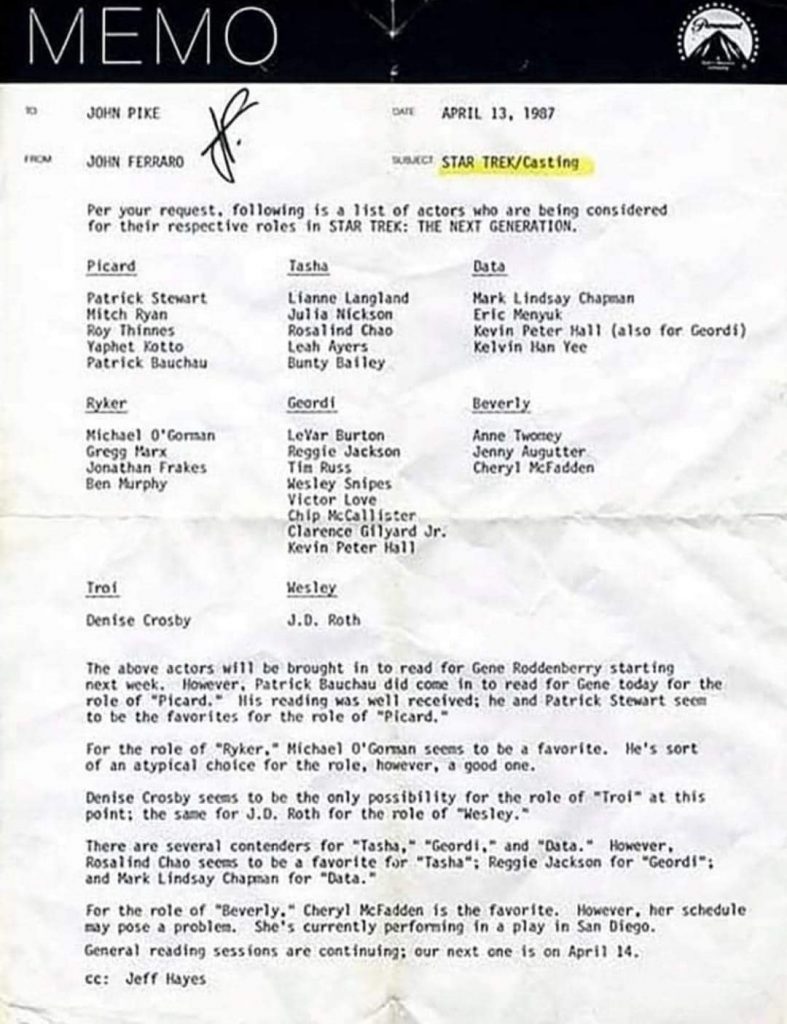 MEMO
Paramount
TO JOHN PIKE DATE APRIL 13, 1987
FROM JOHN FERRARO SUBJECT STAR TREK/Casting
Per your request, following is a list of actors who are being considered
for their respective roles in STAR TREK: THE NEXT GENERATION.
Picard Tasha Data
Patrick Stewart Lianne Langland Mark Lindsay Chapman
Mitch Ryan Julia Nickson Eric Menyuk
Roy Thinnes Rosalind Chao Kevin Peter Hall (also for Geordi)
Yaphet Kotto Leah Ayers Kelvin Han Yee
Patrick Bauchau Bunty Bailey
Ryker Geordi Beverly
Michael O'Gorman LeVar Burton Anne Twomey
Gregg Marx Reggie Jackson Jenny Augutter
Jonathan Frakes Tim Russ Cheryl McFadden
Ben Murphy Wesley Snipes
Victor Love
Chip McCallister
Clarence Gilyard Jr.
Kevin Peter Hall
Troi Wesley
Denise Crosby J.D. Roth
The above actors will be brought in to read for Gene Roddenberry starting
next week. However, Patrick Bauchau did come in to read for Gene today for the
role of "Picard." His reading was well received; he and Patrick Stewart seem
to be the favorites for the role of "Picard."
For the role of "Ryker," Michael O'Gorman seems to be a favorite. He's sort
of an atypical choice for the role, however, a good one.
Denise Crosby seems to be the only possibility for the role of "Troi" at this
point; the same for J.D. Roth for the role of "Wesley."
There are several contenders for "Tasha," "Geordi," and "Data." However,
Rosalind Chao seems to be a favorite for "Tasha"; Reggie Jackson for "Geordi";
and Mark Lindsay Chapman for "Data."
For the role of "Beverly," Cheryl McFadden is the favorite. However, her schedule
may pose a problem. She's currently performing in a play in San Diego.
General reading sessions are continuing; our next one is on April 14.
cc: Jeff Hayes